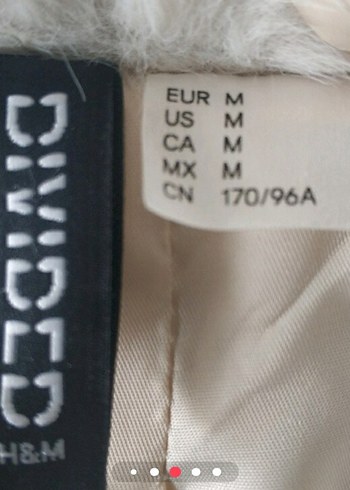 DIVIDED
H&M
EUR M
US M
CA M
MX M
CN 170/96A